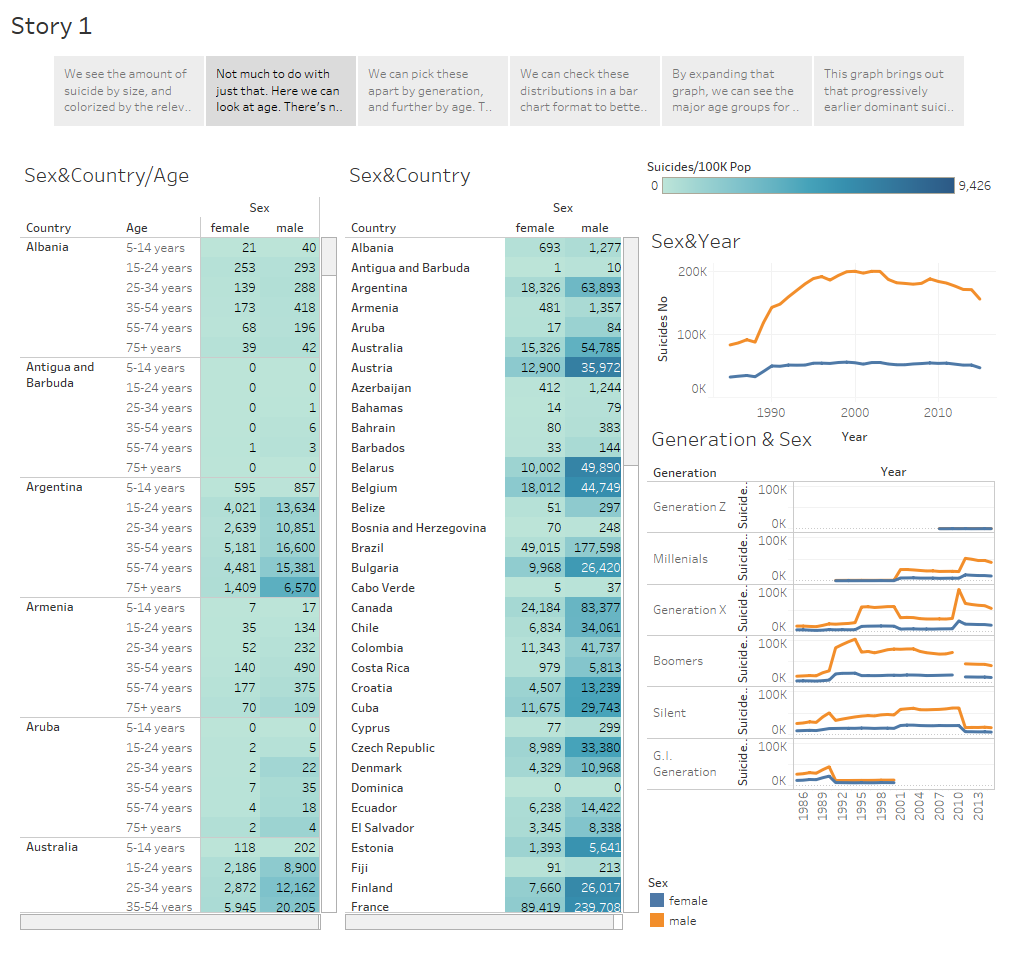 Story 1
We see the amount of
suicide by size, and
colorized by the relev..
Not much to do with
just that. Here we can
look at age. There's n..
We can pick these
apart by generation,
and further by age. T..
We can check these
distributions in a bar
chart format to bette..
By expanding that
graph, we can see the
major age groups for ..
This graph brings out
that progressively
earlier dominant suici..
Sex&Country/Age
Sex
Country Age female male
Albania 5-14 years 21 40
15-24 years 253 293
25-34 years 139 288
35-54 years 173 418
55-74 years 68 196
75+ years 39 42
Antigua and
Barbuda
5-14 years 0 0
15-24 years 0 0
25-34 years 0 1
35-54 years 0 6
55-74 years 1 3
75+ years 0 0
Argentina 5-14 years 595 857
15-24 years 4,021 13,634
25-34 years 2,639 10,851
35-54 years 5,181 16,600
55-74 years 4,481 15,381
75+ years 1,409 6,570
Armenia 5-14 years 7 17
15-24 years 35 134
25-34 years 52 232
35-54 years 140 490
55-74 years 177 375
75+ years 70 109
Aruba 5-14 years 0 0
15-24 years 2 5
25-34 years 2 22
35-54 years 7 35
55-74 years 4 18
75+ years 2 4
Australia 5-14 years 118 202
15-24 years 2,186 8,900
25-34 years 2,872 12,162
35-54 years 5,945 20,205
Sex&Country
Sex
Country female male
Albania 693 1,277
Antigua and Barbuda 1 10
Argentina 18,326 63,893
Armenia 481 1,357
Aruba 17 84
Australia 15,326 54,785
Austria 12,900 35,972
Azerbaijan 412 1,244
Bahamas 14 79
Bahrain 80 383
Barbados 33 144
Belarus 10,002 49,890
Belgium 18,012 44,749
Belize 51 297
Bosnia and Herzegovina 70 248
Brazil 49,015 177,598
Bulgaria 9,968 26,420
Cabo Verde 5 37
Canada 24,184 83,377
Chile 6,834 34,061
Colombia 11,343 41,737
Costa Rica 979 5,813
Croatia 4,507 13,239
Cuba 11,675 29,743
Cyprus 77 299
Czech Republic 8,989 33,380
Denmark 4,329 10,968
Dominica 0 0
Ecuador 6,238 14,422
El Salvador 3,345 8,338
Estonia 1,393 5,641
Fiji 91 213
Finland 7,660 26,017
France 89,419 239,708
Suicides/100K Pop
0 9,426
Sex&Year
Suicides No
200K
100K
0K
1990 2000 2010
Year
Generation & Sex
Generation Year
Generation Z Suicide.. 100K
0K
Millenials Suicide.. 100K
0K
Generation X Suicide.. 100K
0K
Boomers Suicide.. 100K
0K
Silent Suicide.. 100K
0K
G.I.
Generation
Suicide.. 100K
0K
1986 1989 1992 1995 1998 2001 2004 2007 2010 2013
Sex
female
male